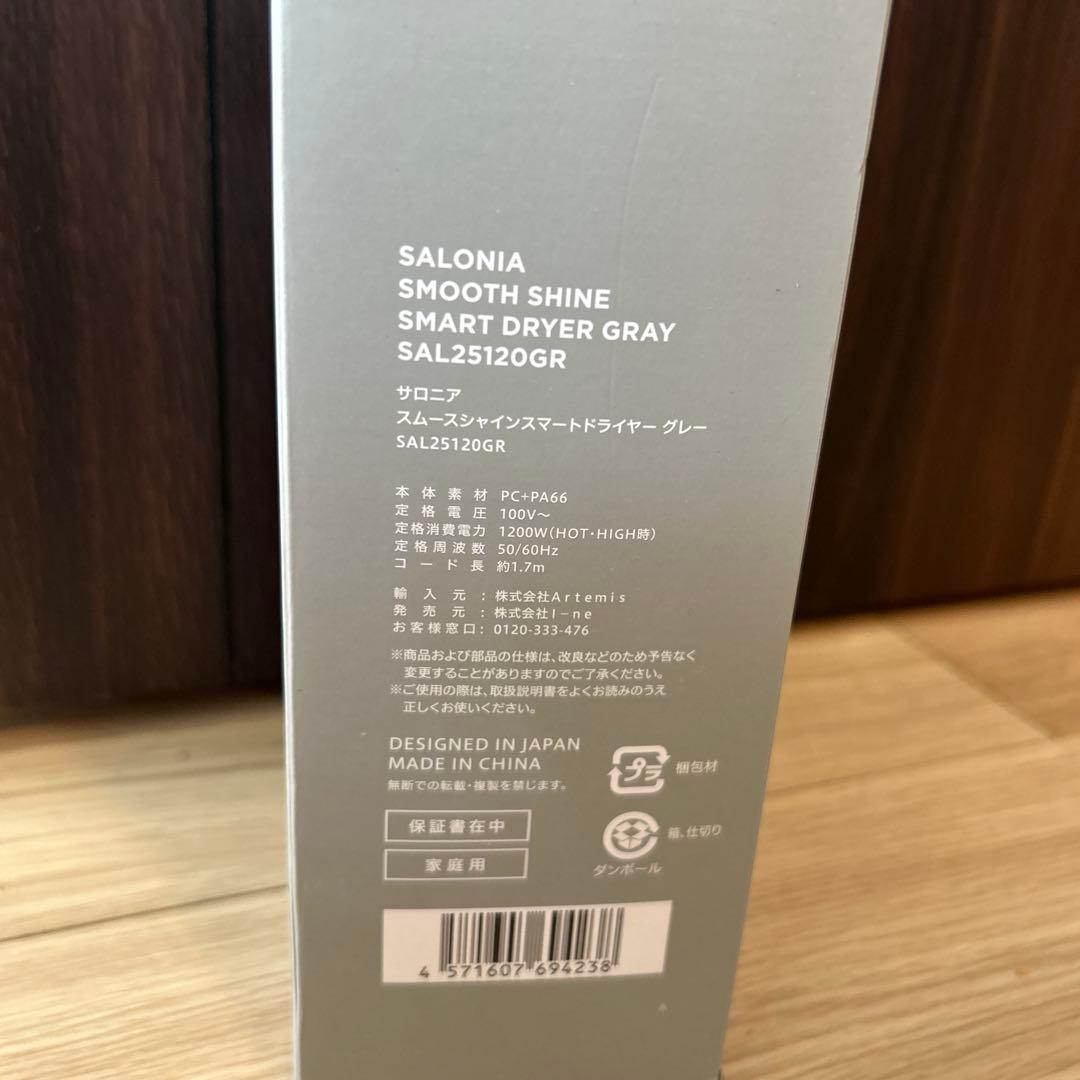 SALONIA
SMOOTH SHINE
SMART DRYER GRAY
SAL25120GR
サロニア
スムースシャインスマートドライヤー グレー
SAL25120GR
本体素材 PC+PA66
定格電圧 100V～
定格消費電力 1200W(HOT・HIGH時)
定格周波数 50/60Hz
コード長 約1.7m
輸入元：株式会社Artemis
発売元：株式会社I-ne
お客様窓口：0120-333-476
※商品および部品の仕様は、改良などのため予告なく
変更することがありますのでご了承ください。
※ご使用の際は、取扱説明書をよくお読みのうえ
正しくお使いください。
DESIGNED IN JAPAN
MADE IN CHINA
無断での転載・複製を禁じます。
プラ 梱包材
保証書在中
箱、仕切り
ダンボール
家庭用
4 571607 694238